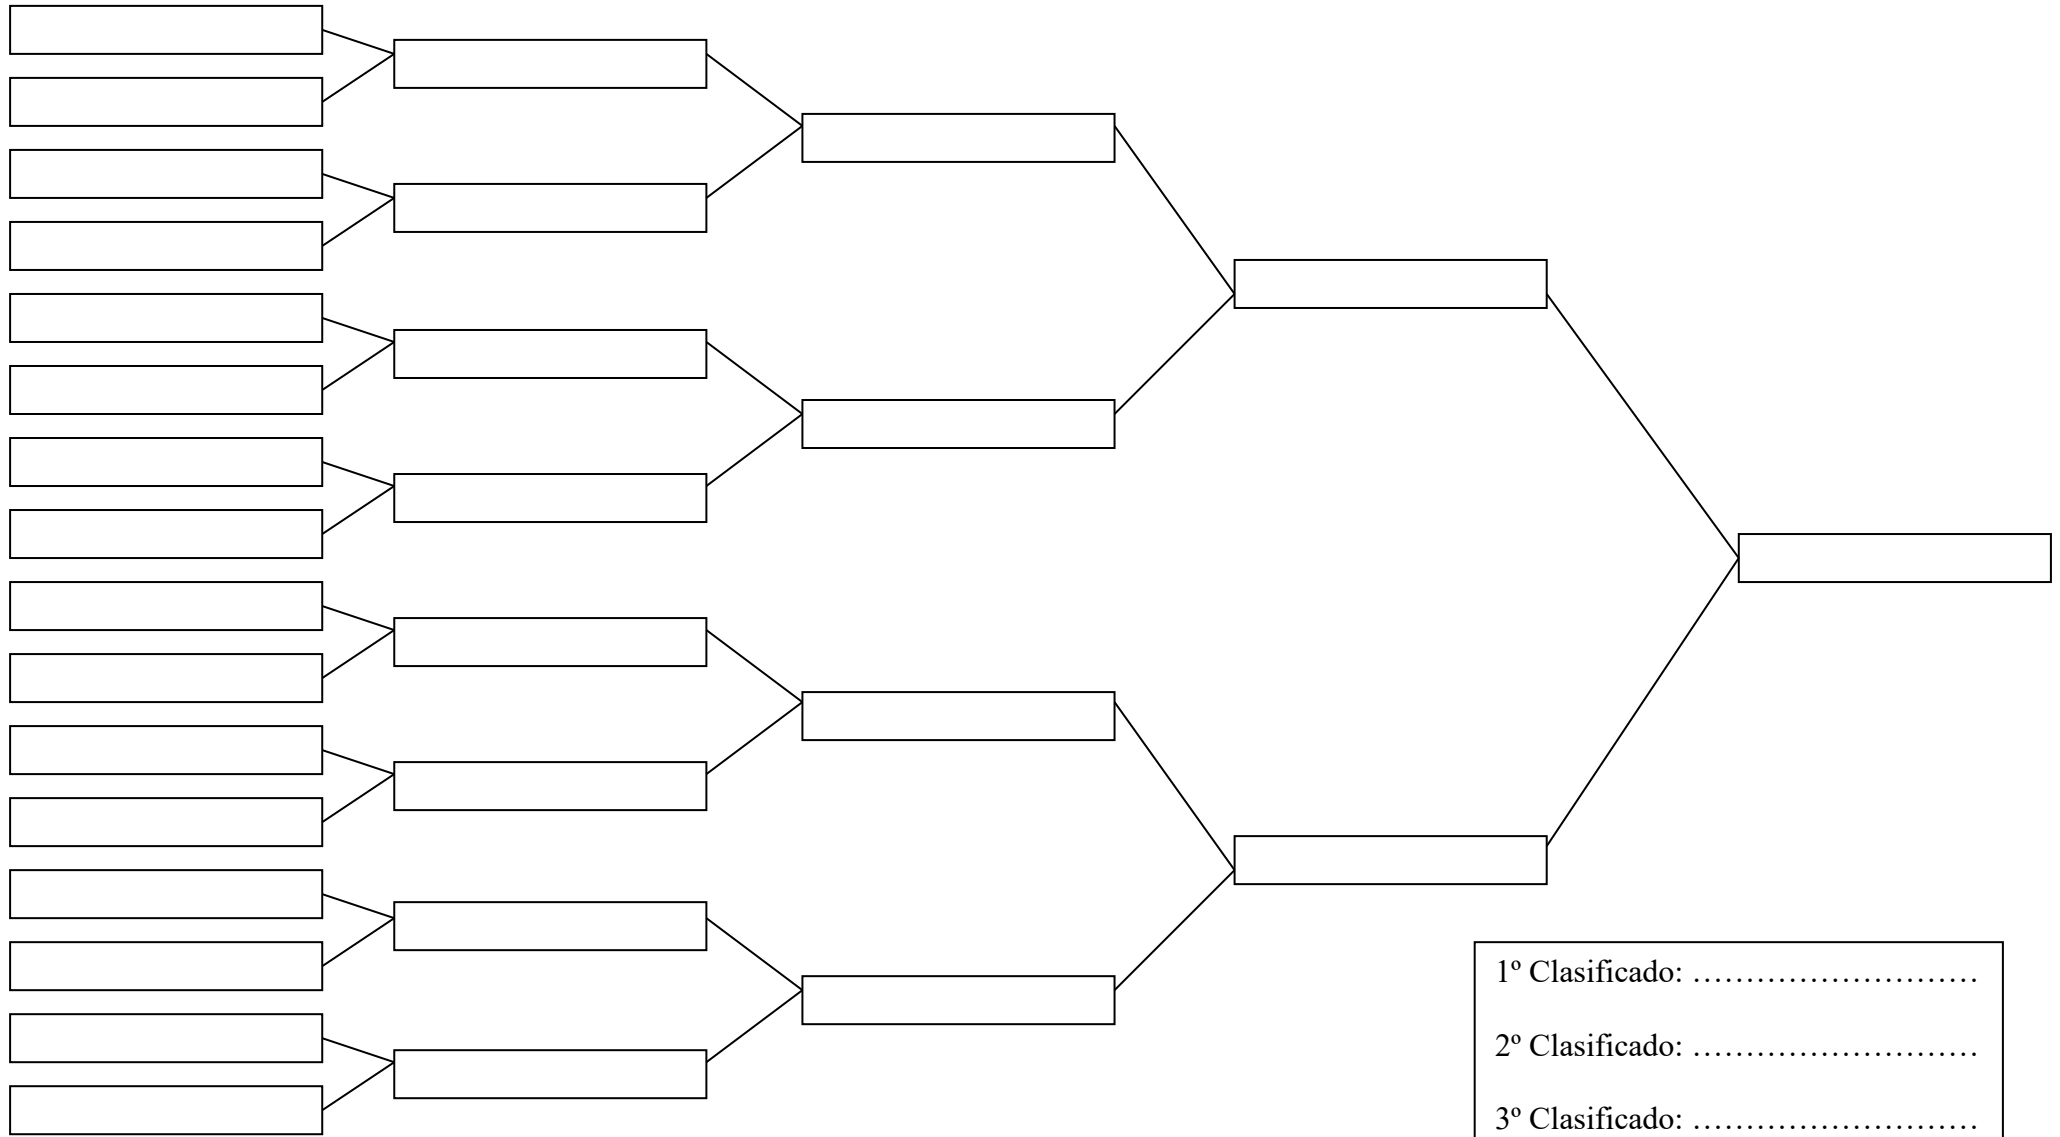 1º Clasificado: ………………………
2º Clasificado: ………………………
3º Clasificado: ………………………